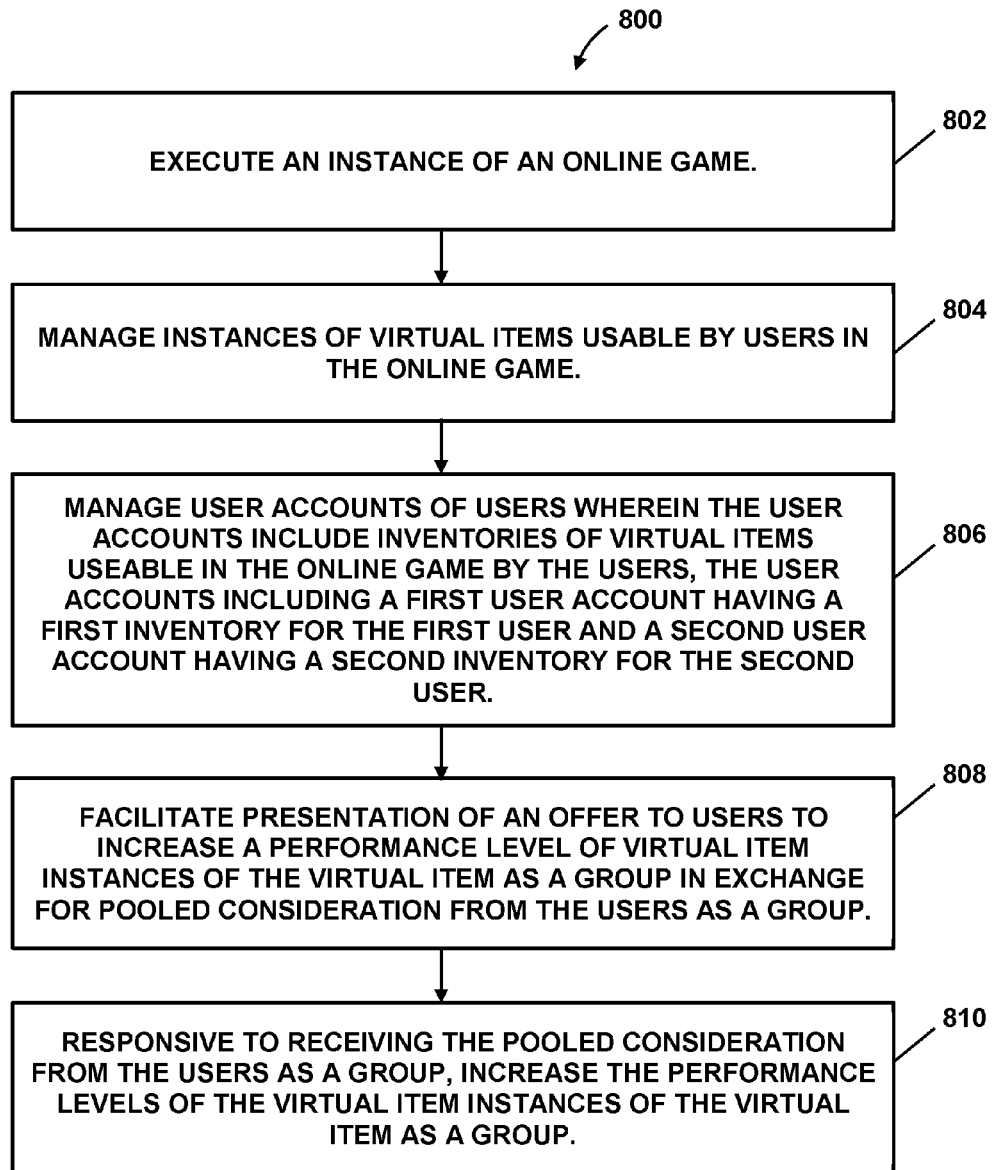 800
802
EXECUTE AN INSTANCE OF AN ONLINE GAME.
804
MANAGE INSTANCES OF VIRTUAL ITEMS USABLE BY USERS IN
THE ONLINE GAME.
806
MANAGE USER ACCOUNTS OF USERS WHEREIN THE USER
ACCOUNTS INCLUDE INVENTORIES OF VIRTUAL ITEMS
USEABLE IN THE ONLINE GAME BY THE USERS, THE USER
ACCOUNTS INCLUDING A FIRST USER ACCOUNT HAVING A
FIRST INVENTORY FOR THE FIRST USER AND A SECOND USER
ACCOUNT HAVING A SECOND INVENTORY FOR THE SECOND
USER.
808
FACILITATE PRESENTATION OF AN OFFER TO USERS TO
INCREASE A PERFORMANCE LEVEL OF VIRTUAL ITEM
INSTANCES OF THE VIRTUAL ITEM AS A GROUP IN EXCHANGE
FOR POOLED CONSIDERATION FROM THE USERS AS A GROUP.
810
RESPONSIVE TO RECEIVING THE POOLED CONSIDERATION
FROM THE USERS AS A GROUP, INCREASE THE PERFORMANCE
LEVELS OF THE VIRTUAL ITEM INSTANCES OF THE VIRTUAL
ITEM AS A GROUP.